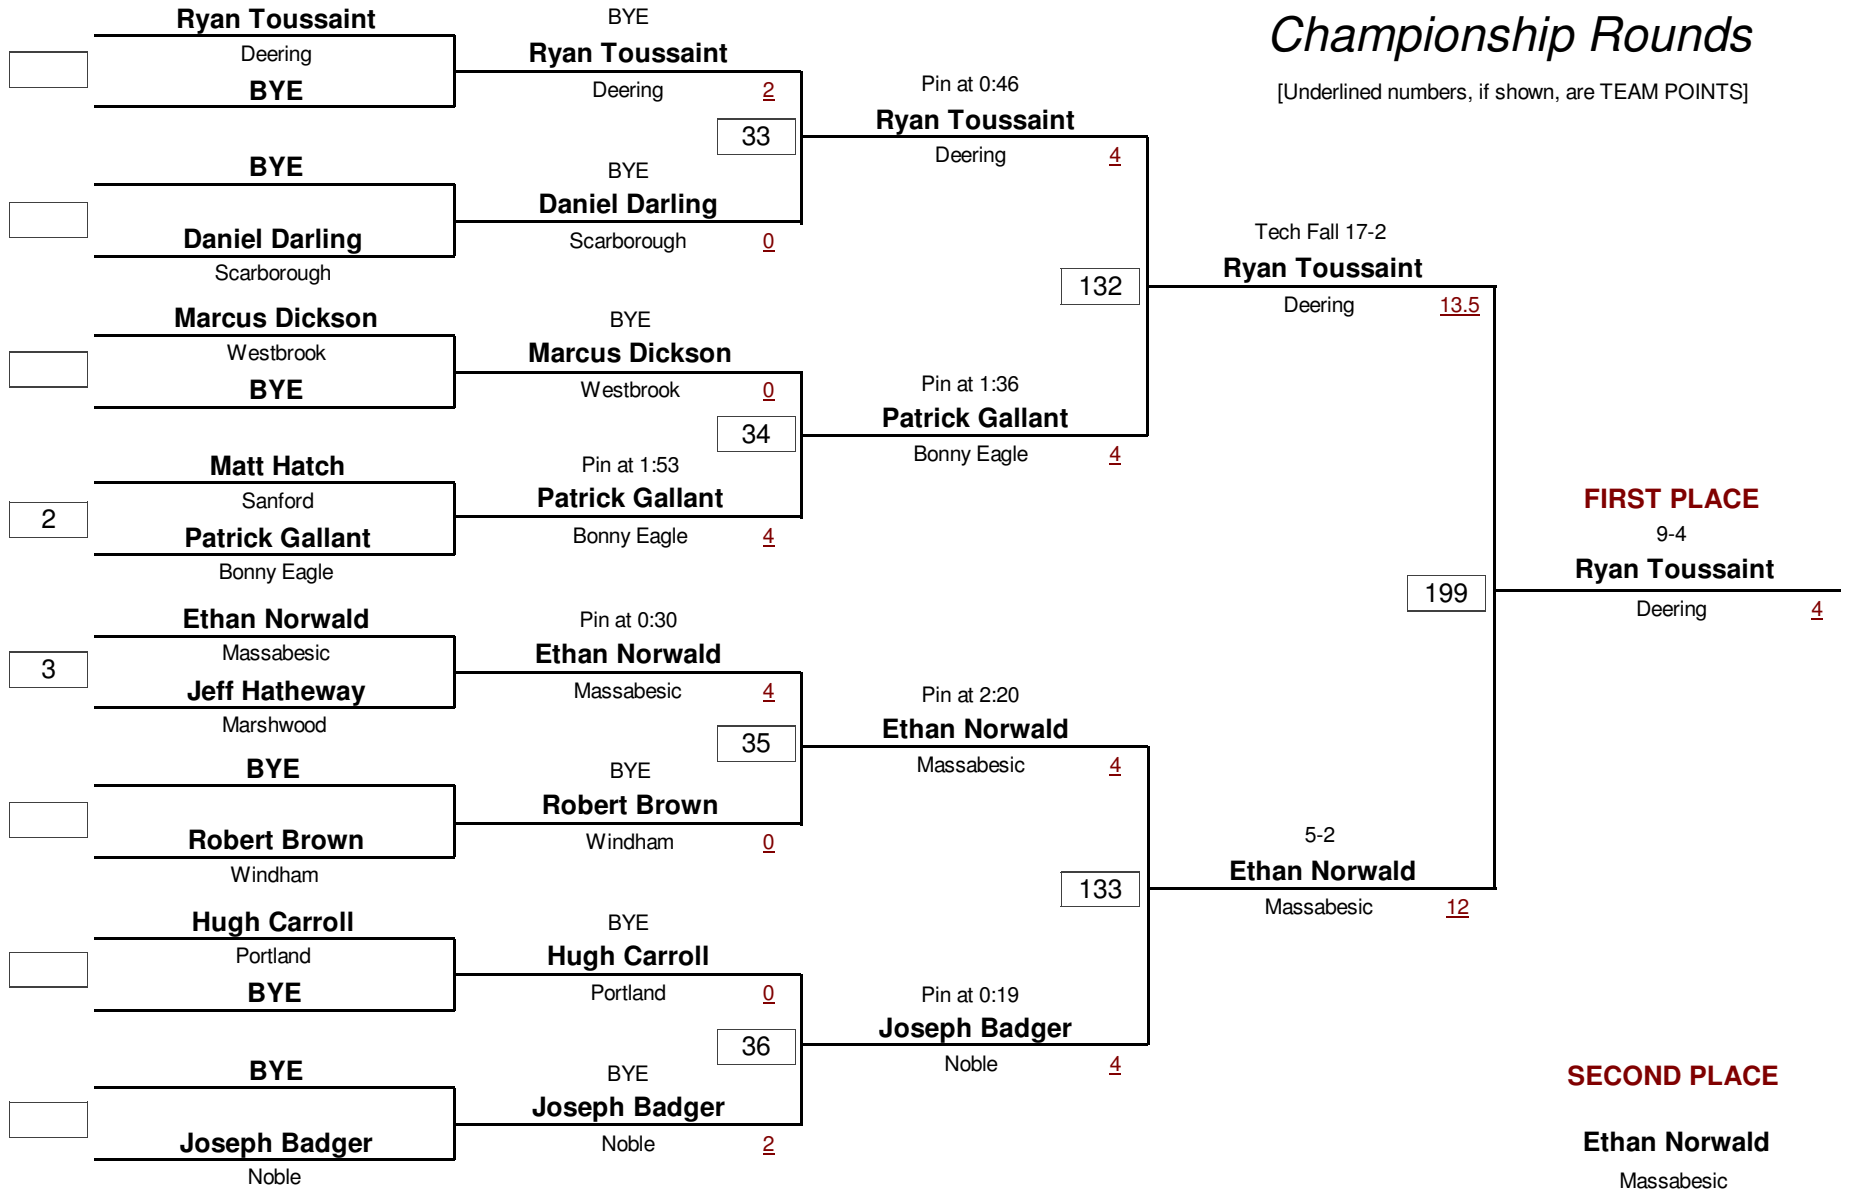 Championship Rounds
[Underlined numbers, if shown, are TEAM POINTS]
Ryan Toussaint
Deering
BYE
BYE
Daniel Darling
Scarborough
Marcus Dickson
Westbrook
BYE
Matt Hatch
Sanford
2
Patrick Gallant
Bonny Eagle
Ethan Norwald
Massabesic
3
Jeff Hatheway
Marshwood
BYE
Robert Brown
Windham
Hugh Carroll
Portland
BYE
BYE
Joseph Badger
Noble
BYE
Ryan Toussaint
Deering 2
33
BYE
Daniel Darling
Scarborough 0
BYE
Marcus Dickson
Westbrook 0
34
Pin at 1:53
Patrick Gallant
Bonny Eagle 4
Pin at 0:30
Ethan Norwald
Massabesic 4
35
BYE
Robert Brown
Windham 0
BYE
Hugh Carroll
Portland 0
36
BYE
Joseph Badger
Noble 2
Pin at 0:46
Ryan Toussaint
Deering 4
132
Pin at 1:36
Patrick Gallant
Bonny Eagle 4
Pin at 2:20
Ethan Norwald
Massabesic 4
133
Pin at 0:19
Joseph Badger
Noble 4
Tech Fall 17-2
Ryan Toussaint
Deering 13.5
199
5-2
Ethan Norwald
Massabesic 12
FIRST PLACE
9-4
Ryan Toussaint
Deering 4
SECOND PLACE
Ethan Norwald
Massabesic